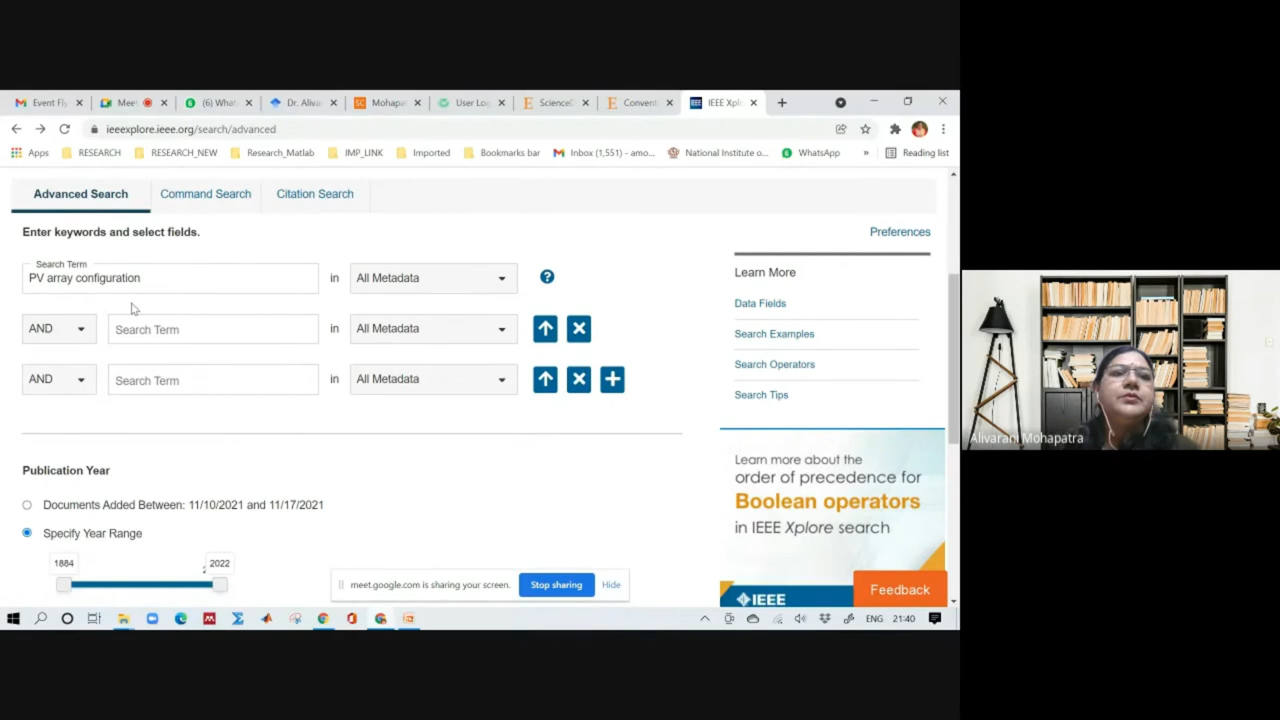 Event Fly
Meet
(6) What
Dr. Aliva
Mohapat
User Log
ScienceD
Convent
IEEE Xplo
ieeexplore.ieee.org/search/advanced
Apps
RESEARCH
RESEARCH_NEW
Research_Matlab
IMP_LINK
Imported
Bookmarks bar
Inbox (1,551) - amo...
National Institute o...
WhatsApp
»
Reading list
Advanced Search
Command Search
Citation Search
Enter keywords and select fields.
Preferences
Search Term
PV array configuration
in
All Metadata
?
AND
Search Term
in
All Metadata
AND
Search Term
in
All Metadata
Learn More
Data Fields
Search Examples
Search Operators
Search Tips
Publication Year
Documents Added Between: 11/10/2021 and 11/17/2021
Specify Year Range
1884
2022
Learn more about the
order of precedence for
Boolean operators
in IEEE Xplore search
IEEE
Feedback
meet.google.com is sharing your screen.
Stop sharing
Hide
ENG
21:40
Alivarani Mohapatra